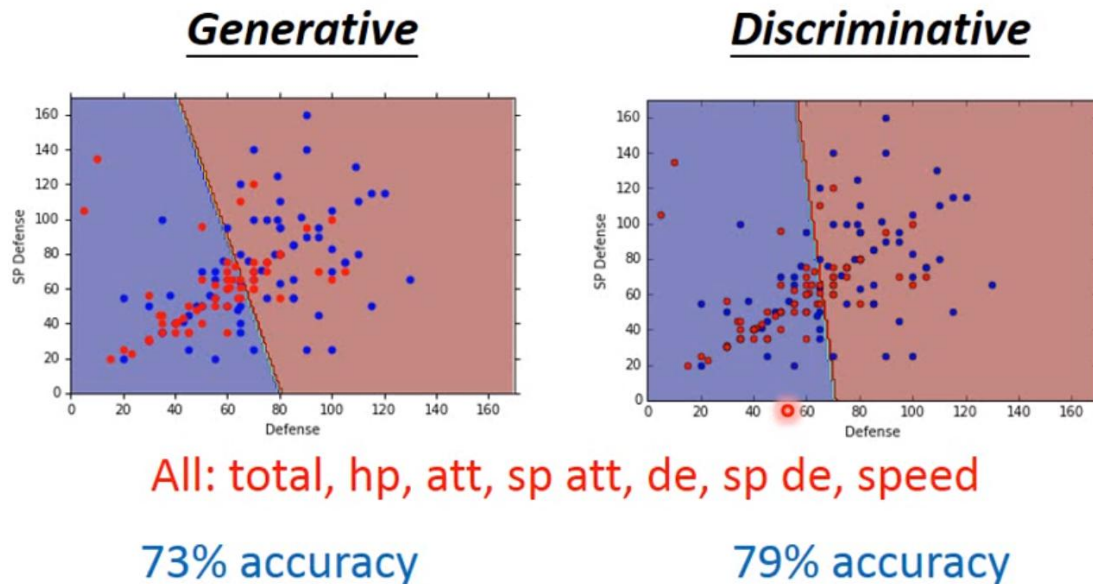 Generative
Discriminative
160
140
120
100
80
60
40
20
0
SP Defense
0 20 40 60 80 100 120 140 160
Defense
160
140
120
100
80
60
40
20
0
SP Defense
0 20 40 60 80 100 120 140 160
Defense
All: total, hp, att, sp att, de, sp de, speed
73% accuracy
79% accuracy